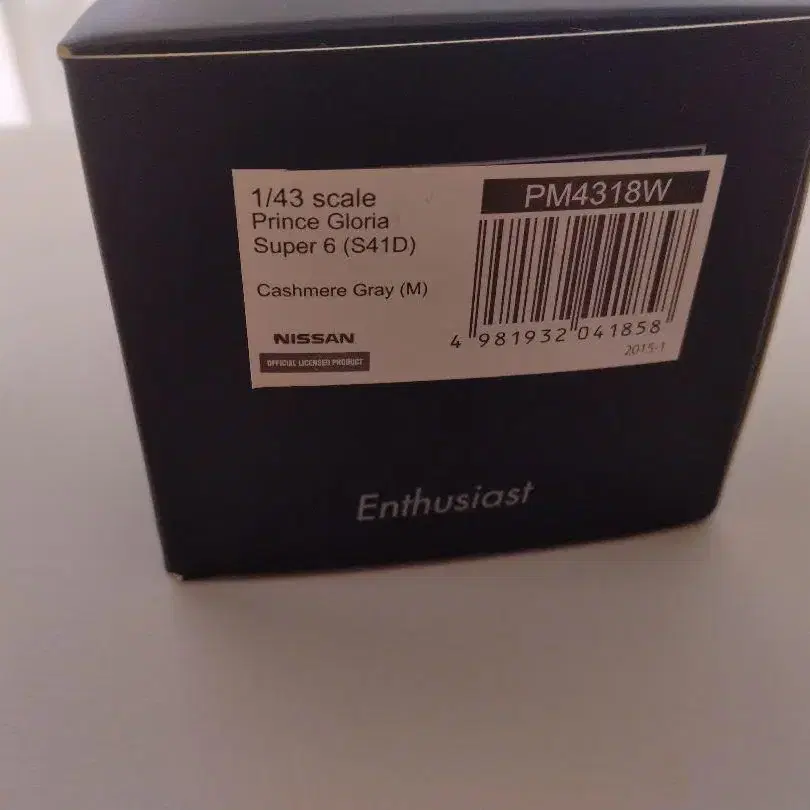 1/43 scale
Prince Gloria
Super 6 (S41D)
Cashmere Gray (M)
NISSAN
OFFICIAL LICENSED PRODUCT
PM4318W
4 981932 041858
2015-1
Enthusiast